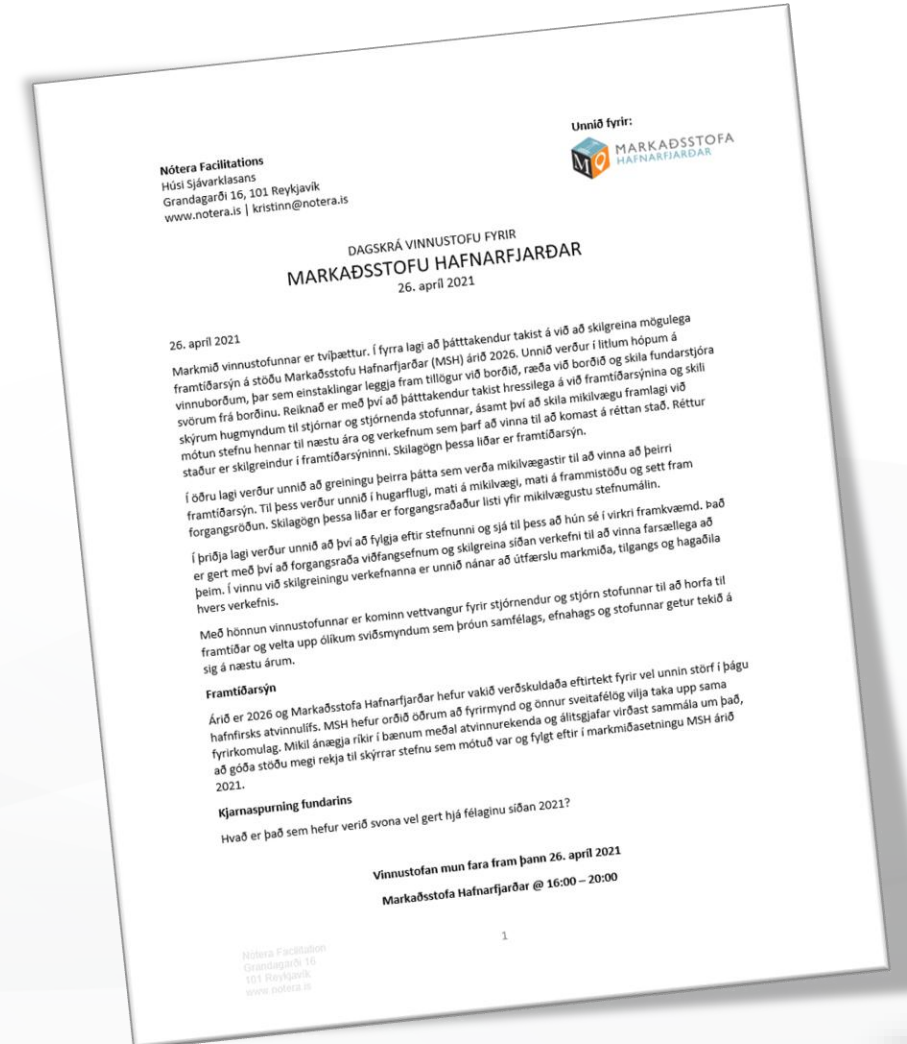 Nótera Facilitations
Húsi Sjávarklasans
Grandagarði 16, 101 Reykjavík
www.notera.is | kristinn@notera.is
Unnið fyrir:
M
MARKAÐSSTOFA
HAFNARFJARÐAR
DAGSKRÁ VINNUSTOFU FYRIR
MARKAÐSSTOFU HAFNARFJARÐAR
26. apríl 2021
26. apríl 2021
Markmið vinnustofunnar er tvíþættur. Í fyrra lagi að þátttakendur takist á við að skilgreina mögulega
framtíðarsýn á stöðu Markaðsstofu Hafnarfjarðar (MSH) árið 2026. Unnið verður í litlum hópum á
vinnuborðum, þar sem einstaklingar leggja fram tillögur við borðið, ræða við borðið og skila fundarstjóra
svörum frá borðinu. Reiknað er með því að þátttakendur takist hressilega á við framtíðarsýnina og skili
skýrum hugmyndum til stjórnar og stjórnenda stofunnar, ásamt því að skila mikilvægu framlagi við
mótun stefnu hennar til næstu ára og verkefnum sem þarf að vinna til að komast á réttan stað. Réttur
staður er skilgreindur í framtíðarsýninni. Skilagögn þessa liðar er framtíðarsýn.
Í öðru lagi verður unnið að greiningu þeirra þátta sem verða mikilvægastir til að vinna að þeirri
framtíðarsýn. Til þess verður unnið í hugarflugi, mati á mikilvægi, mati á frammistöðu og sett fram
forgangsröðun. Skilagögn þessa liðar er forgangsraðaður listi yfir mikilvægustu stefnumálin.
Í þriðja lagi verður unnið að því að fylgja eftir stefnunni og sjá til þess að hún sé í virkri framkvæmd. Það
er gert með því að forgangsraða viðfangsefnum og skilgreina síðan verkefni til að vinna farsællega að
þeim. Í vinnu við skilgreiningu verkefnanna er unnið nánar að útfærslu markmiða, tilgangs og hagaðila
hvers verkefnis.
Með hönnun vinnustofunnar er kominn vettvangur fyrir stjórnendur og stjórn stofunnar til að horfa til
framtíðar og velta upp ólíkum sviðsmyndum sem þróun samfélags, efnahags og stofunnar getur tekið á
sig á næstu árum.
Framtíðarsýn
Árið er 2026 og Markaðsstofa Hafnarfjarðar hefur vakið verðskuldaða eftirtekt fyrir vel unnin störf í þágu
hafnfirsks atvinnulífs. MSH hefur orðið öðrum að fyrirmynd og önnur sveitafélög vilja taka upp sama
fyrirkomulag. Mikil ánægja ríkir í bænum meðal atvinnurekenda og álitsgjafar virðast sammála um það,
að góða stöðu megi rekja til skýrrar stefnu sem mótuð var og fylgt eftir í markmiðasetningu MSH árið
2021.
Kjarnaspurning fundarins
Hvað er það sem hefur verið svona vel gert hjá félaginu síðan 2021?
Vinnustofan mun fara fram þann 26. apríl 2021
Markaðsstofa Hafnarfjarðar @ 16:00 – 20:00
1
Nótera Facilitation
Grandagarði 16
101 Reykjavík
www.notera.is